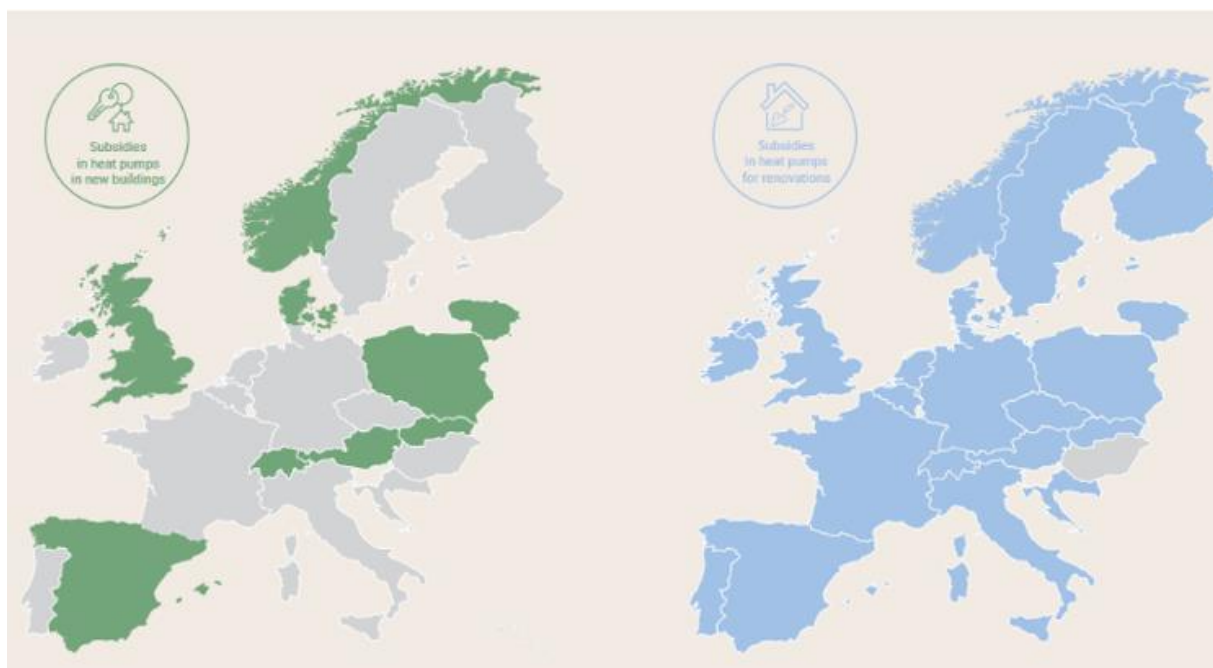 Subsidies
in heat pumps
in new buildings
Subsidies
in heat pumps
for renovations